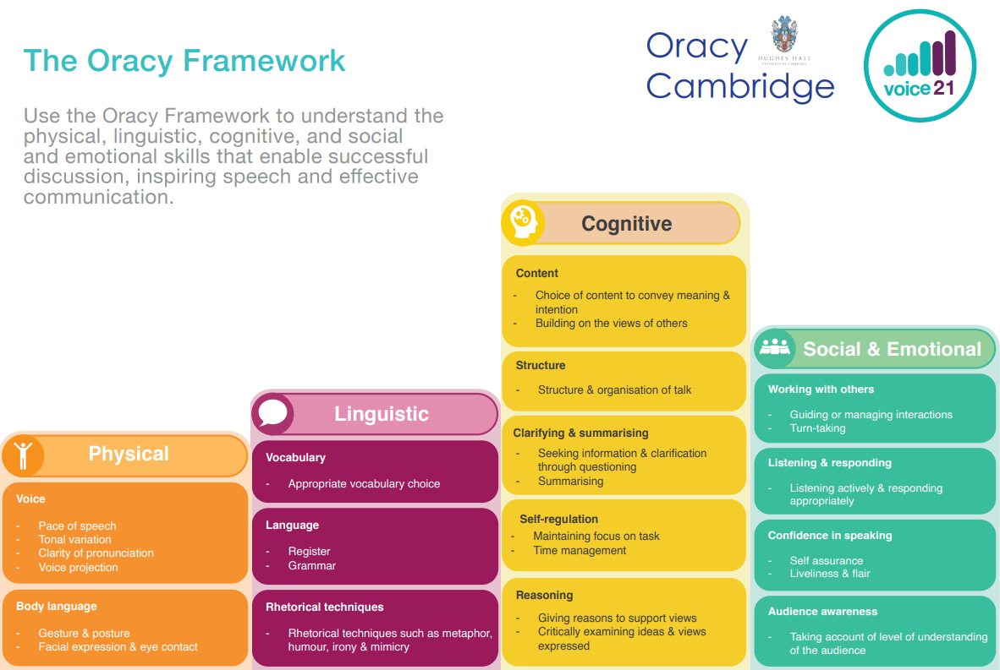 The Oracy Framework
Use the Oracy Framework to understand the
physical, linguistic, cognitive, and social
and emotional skills that enable successful
discussion, inspiring speech and effective
communication.
Oracy
Cambridge
HUGHES HALL
UNIVERSITY OF CAMBRIDGE
voice 21
Physical
Voice
- Pace of speech
- Tonal variation
- Clarity of pronunciation
- Voice projection
Body language
- Gesture & posture
- Facial expression & eye contact
Linguistic
Vocabulary
- Appropriate vocabulary choice
Language
- Register
- Grammar
Rhetorical techniques
- Rhetorical techniques such as metaphor,
humour, irony & mimicry
Cognitive
Content
- Choice of content to convey meaning &
intention
- Building on the views of others
Structure
- Structure & organisation of talk
Clarifying & summarising
- Seeking information & clarification
through questioning
- Summarising
Self-regulation
- Maintaining focus on task
- Time management
Reasoning
- Giving reasons to support views
- Critically examining ideas & views
expressed
Social & Emotional
Working with others
- Guiding or managing interactions
- Turn-taking
Listening & responding
- Listening actively & responding
appropriately
Confidence in speaking
- Self assurance
- Liveliness & flair
Audience awareness
- Taking account of level of understanding
of the audience